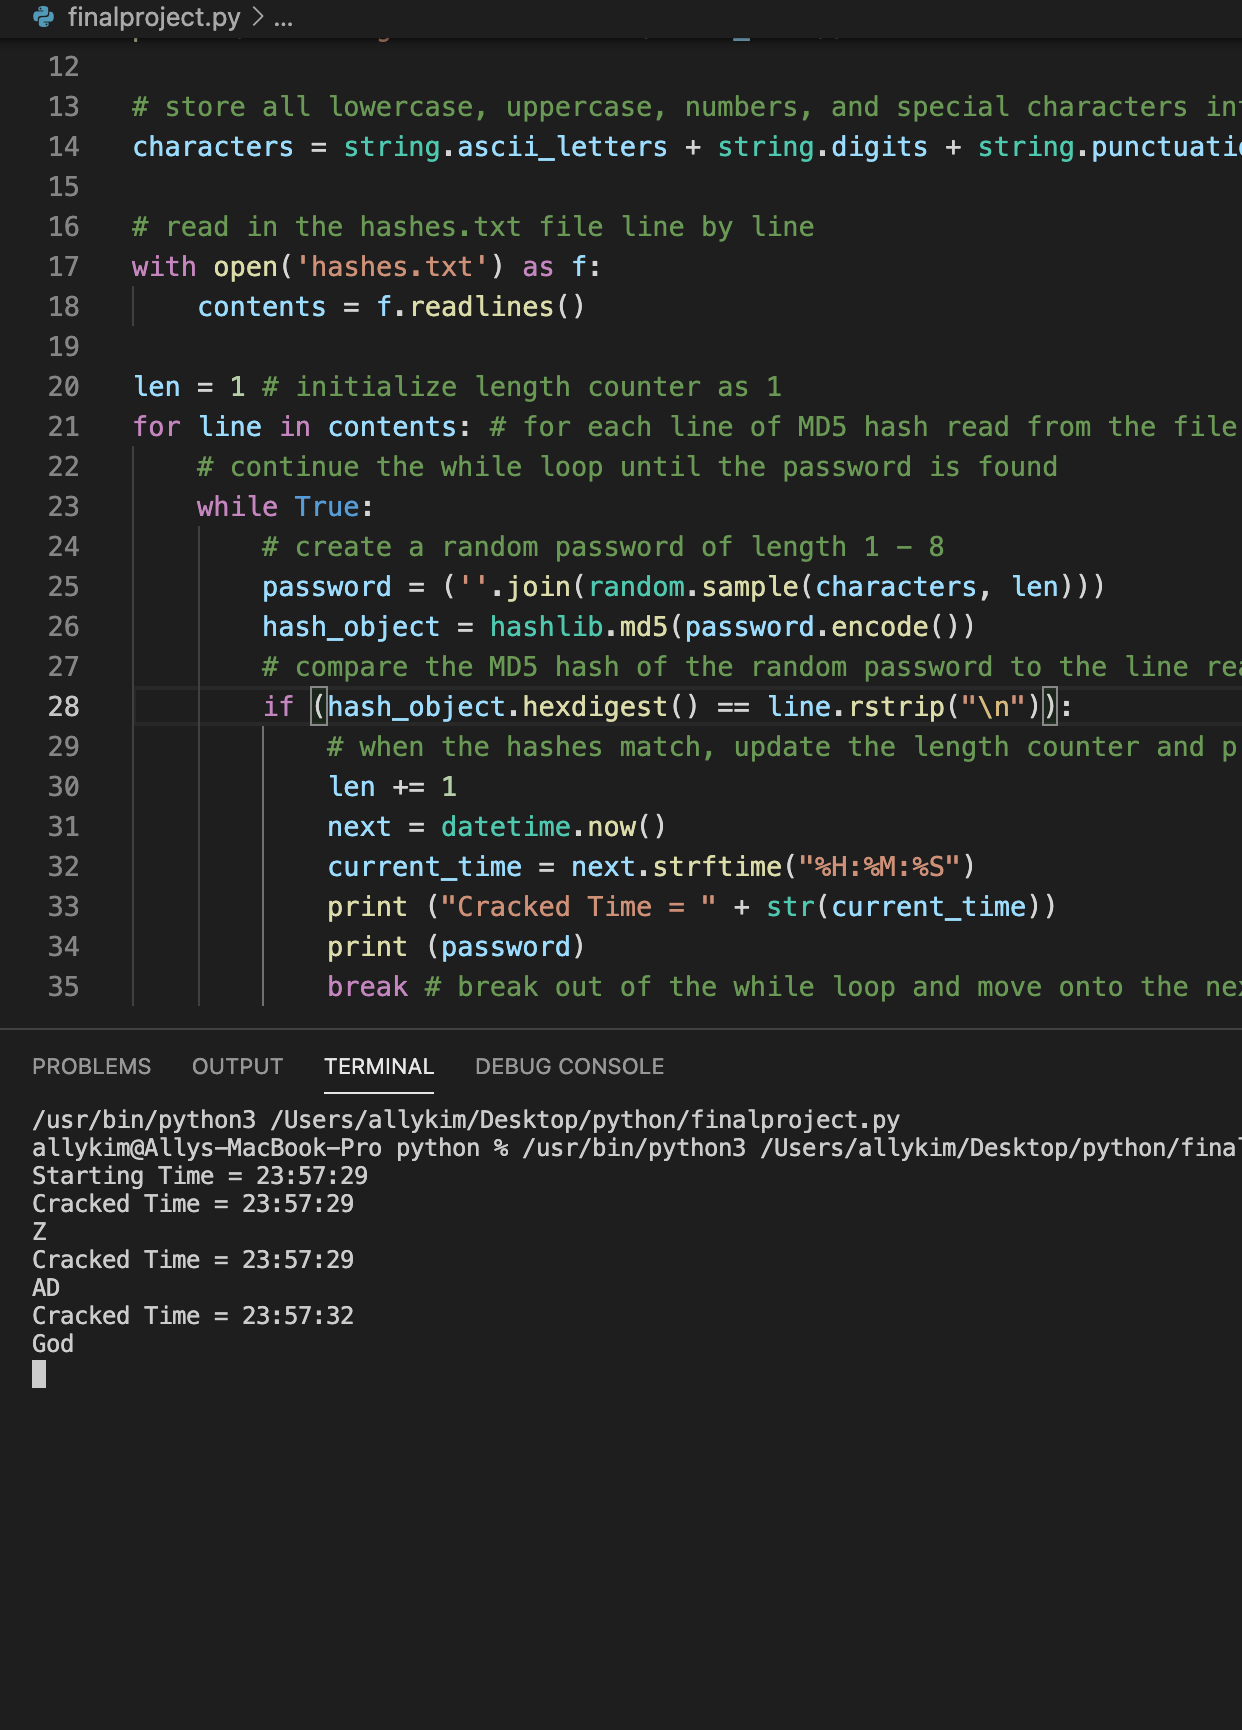 finalproject.py > ...
12
13 # store all lowercase, uppercase, numbers, and special characters
14 characters = string.ascii_letters + string.digits + string.
15
16 # read in the hashes.txt file line by line
17 with open('hashes.txt') as f:
18     contents = f.readlines()
19
20 len = 1 # initialize length counter as 1
21 for line in contents: # for each line of MD5 hash read from the file
22     # continue the while loop until the password is found
23     while True:
24         # create a random password of length 1 - 8
25         password = (''.join(random.sample(characters, len)))
26         hash_object = hashlib.md5(password.encode())
27         # compare the MD5 hash of the random password to the line
28         if (hash_object.hexdigest() == line.rstrip("\n")):
29             # when the hashes match, update the length counter and
30             len += 1
31             next = datetime.now()
32             current_time = next.strftime("%H:%M:%S")
33             print ("Cracked Time = " + str(current_time))
34             print (password)
35             break # break out of the while loop and move onto the
PROBLEMS OUTPUT TERMINAL DEBUG CONSOLE
/usr/bin/python3 /Users/allykim/Desktop/python/finalproject.py
allykim@Allys-MacBook-Pro python % /usr/bin/python3 /Users/allykim/Desktop/python/
Starting Time = 23:57:29
Cracked Time = 23:57:29
Z
Cracked Time = 23:57:29
AD
Cracked Time = 23:57:32
God